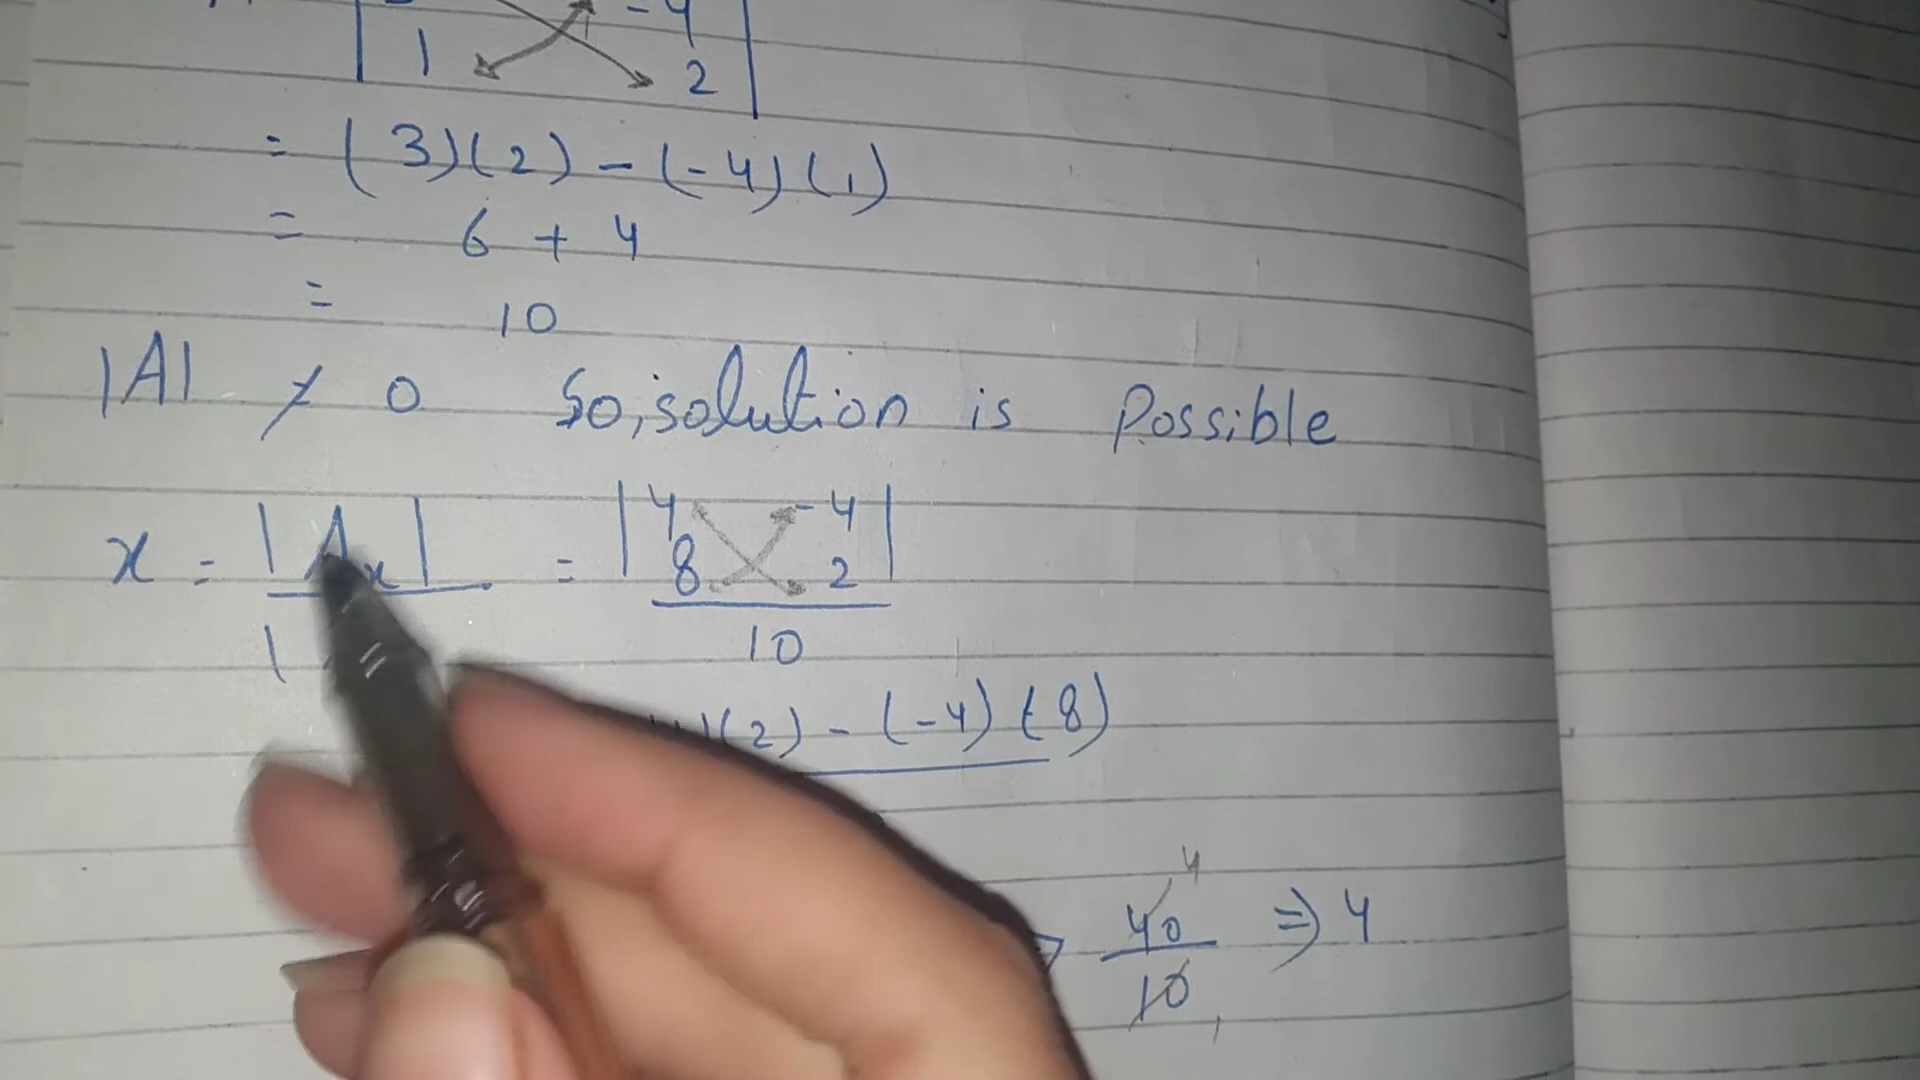 -4
1 2
= (3)(2) - (-4)(1)
= 6 + 4
= 10
|A| ≠ 0 So, solution is Possible
x = |Ax| = |4 -4|
|8 2|
10
(2) - (-4)(8)
4
40 => 4
10